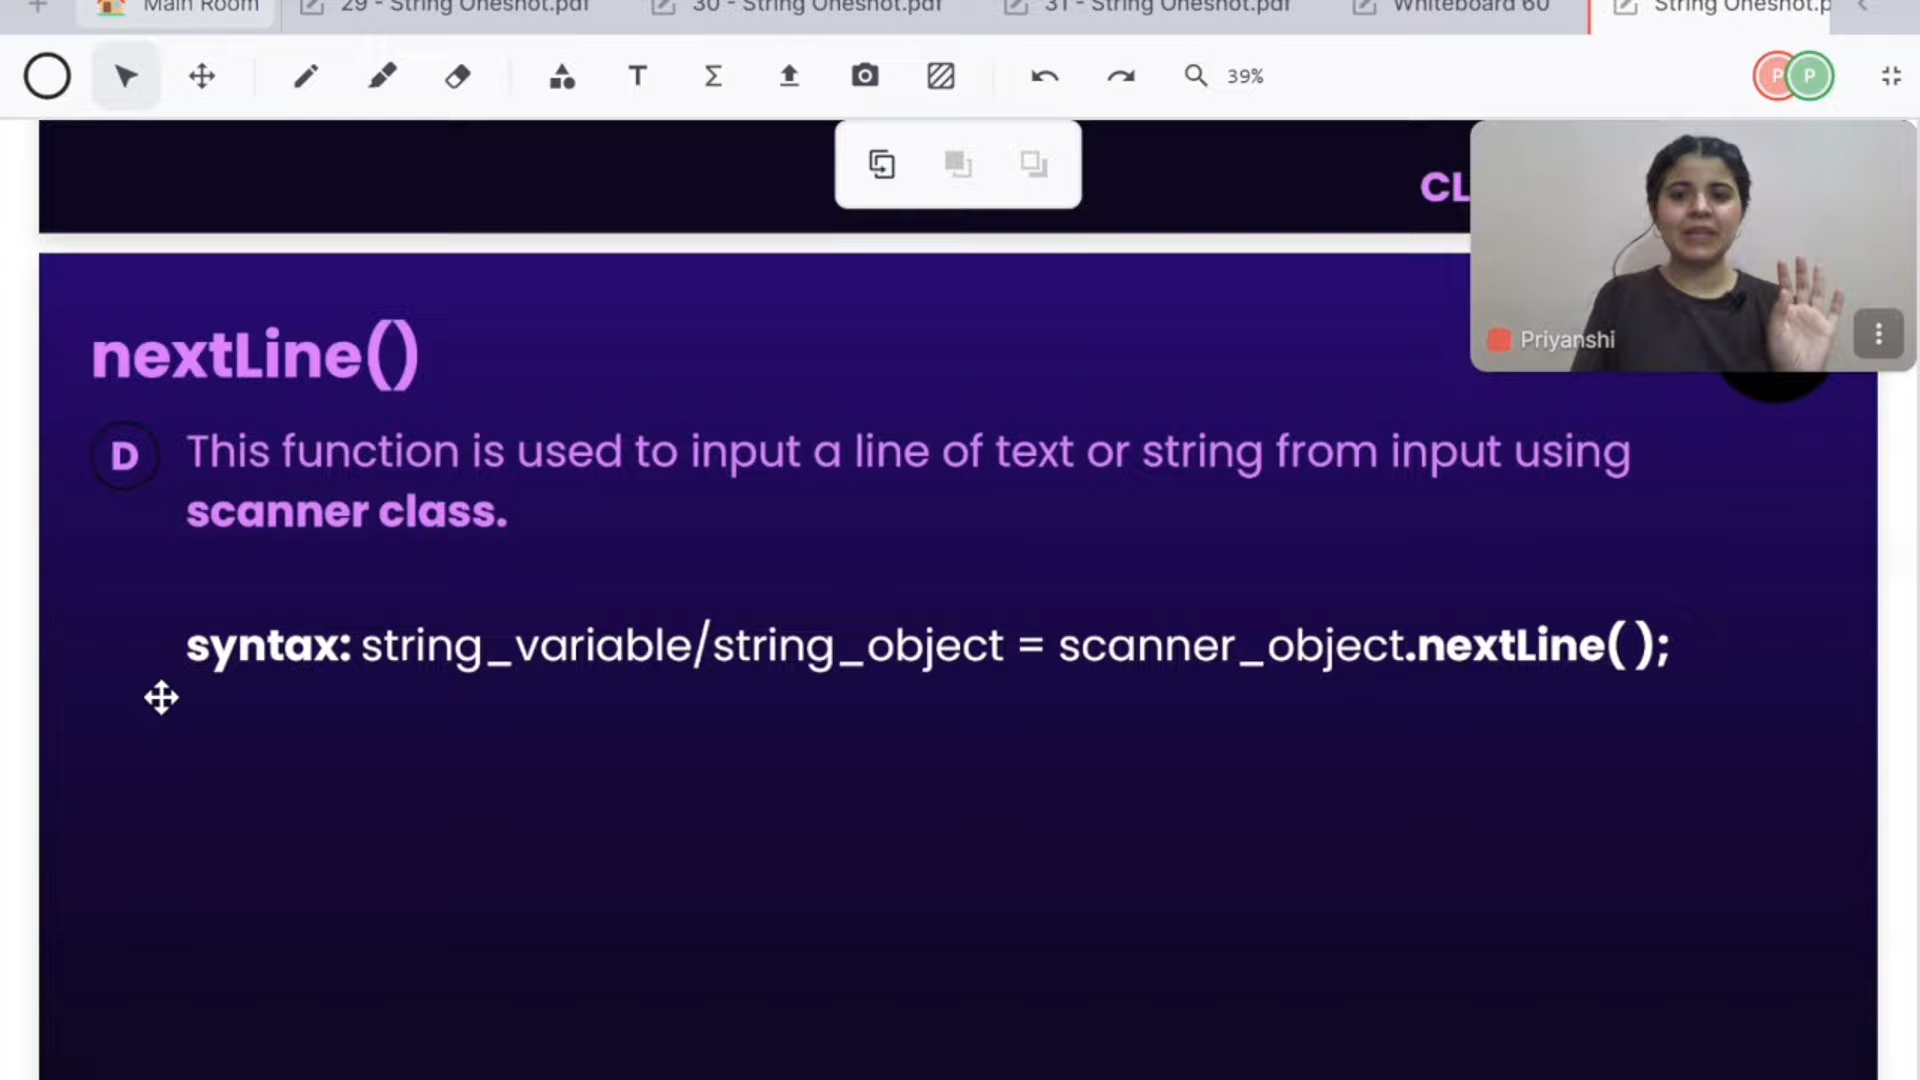 Main Room
29 - String Oneshot.pdf
30 - String Oneshot.pdf
31 - String Oneshot.pdf
Whiteboard 60
String Oneshot.p
T
Σ
39%
P
P
CL
Priyanshi
nextLine()
D
This function is used to input a line of text or string from input using
scanner class.
syntax: string_variable/string_object = scanner_object.nextLine( );